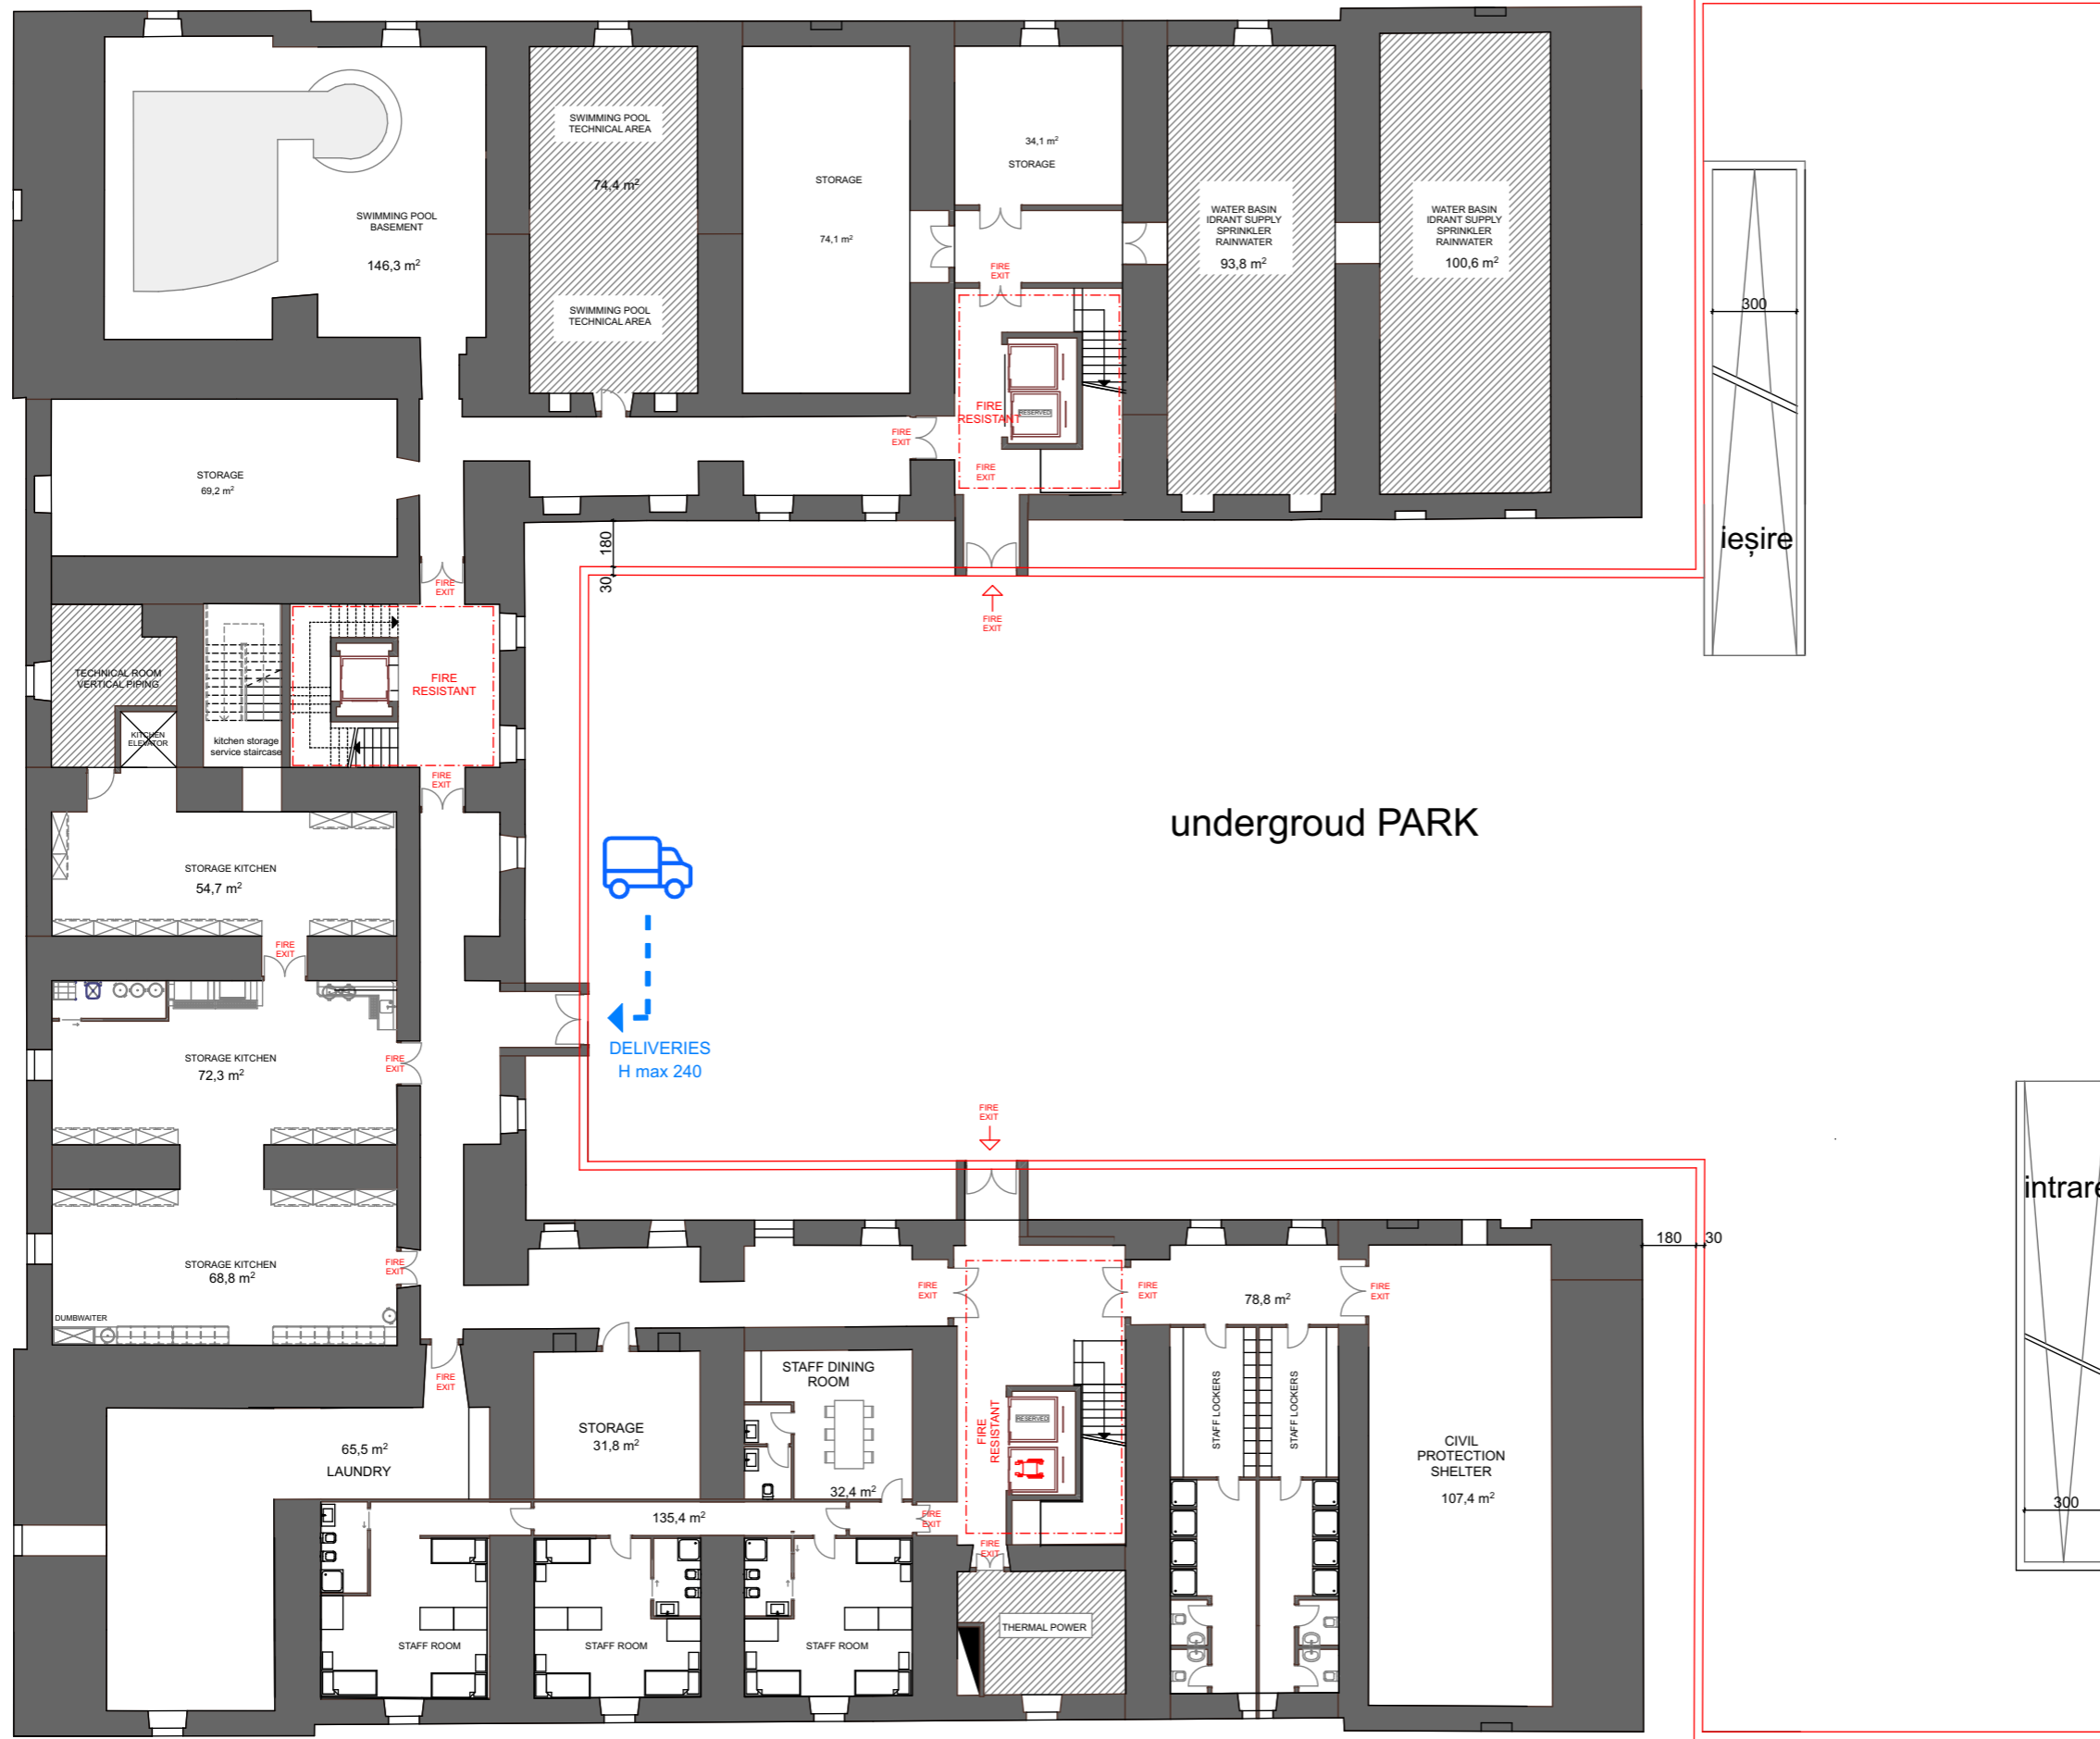 SWIMMING POOL
TECHNICAL AREA
74,4 m²
SWIMMING POOL
TECHNICAL AREA
SWIMMING POOL
BASEMENT
146,3 m²
STORAGE
74,1 m²
34,1 m²
STORAGE
WATER BASIN
IDRANT SUPPLY
SPRINKLER
RAINWATER
93,8 m²
WATER BASIN
IDRANT SUPPLY
SPRINKLER
RAINWATER
100,6 m²
FIRE
EXIT
300
FIRE
RESISTANT
RESERVED
FIRE
EXIT
FIRE
EXIT
STORAGE
69,2 m²
180
30
ieșire
FIRE
EXIT
FIRE
EXIT
TECHNICAL ROOM
VERTICAL PIPING
FIRE
RESISTANT
KITCHEN
ELEVATOR
kitchen storage
service staircase
FIRE
EXIT
undergroud PARK
STORAGE KITCHEN
54,7 m²
FIRE
EXIT
STORAGE KITCHEN
72,3 m²
FIRE
EXIT
DELIVERIES
H max 240
FIRE
EXIT
intrare
STORAGE KITCHEN
68,8 m²
FIRE
EXIT
DUMBWAITER
FIRE
EXIT
FIRE
EXIT
78,8 m²
FIRE
EXIT
180
30
FIRE
EXIT
STAFF DINING
ROOM
STORAGE
31,8 m²
65,5 m²
LAUNDRY
32,4 m²
135,4 m²
FIRE
EXIT
FIRE
RESISTANT
RESERVED
STAFF LOCKERS
STAFF LOCKERS
CIVIL
PROTECTION
SHELTER
107,4 m²
300
FIRE
EXIT
THERMAL POWER
STAFF ROOM
STAFF ROOM
STAFF ROOM